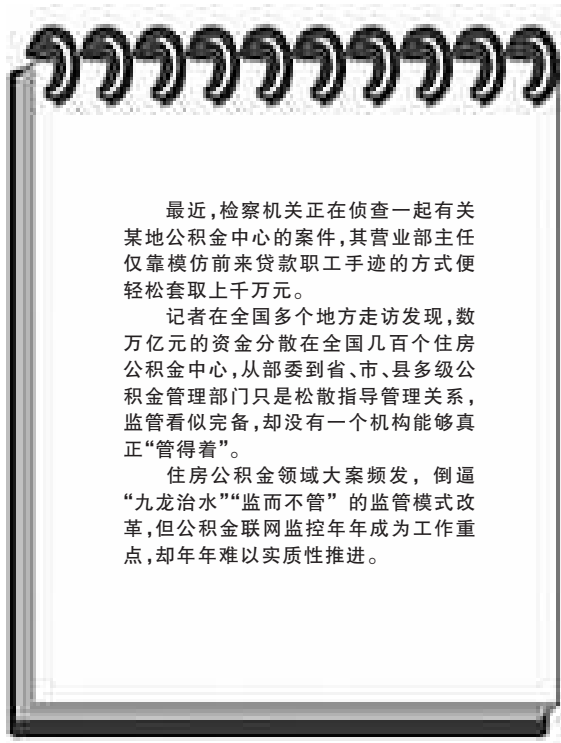 最近，检察机关正在侦查一起有关
某地公积金中心的案件，其营业部主任
仅靠模仿前来贷款职工手迹的方式便
轻松套取上千万元。
记者在全国多个地方走访发现，数
万亿元的资金分散在全国几百个住房
公积金中心，从部委到省、市、县多级公
积金管理部门只是松散指导管理关系，
监管看似完备，却没有一个机构能够真
正“管得着”。
住房公积金领域大案频发，倒逼
“九龙治水”“监而不管”的监管模式改
革，但公积金联网监控年年成为工作重
点，却年年难以实质性推进。